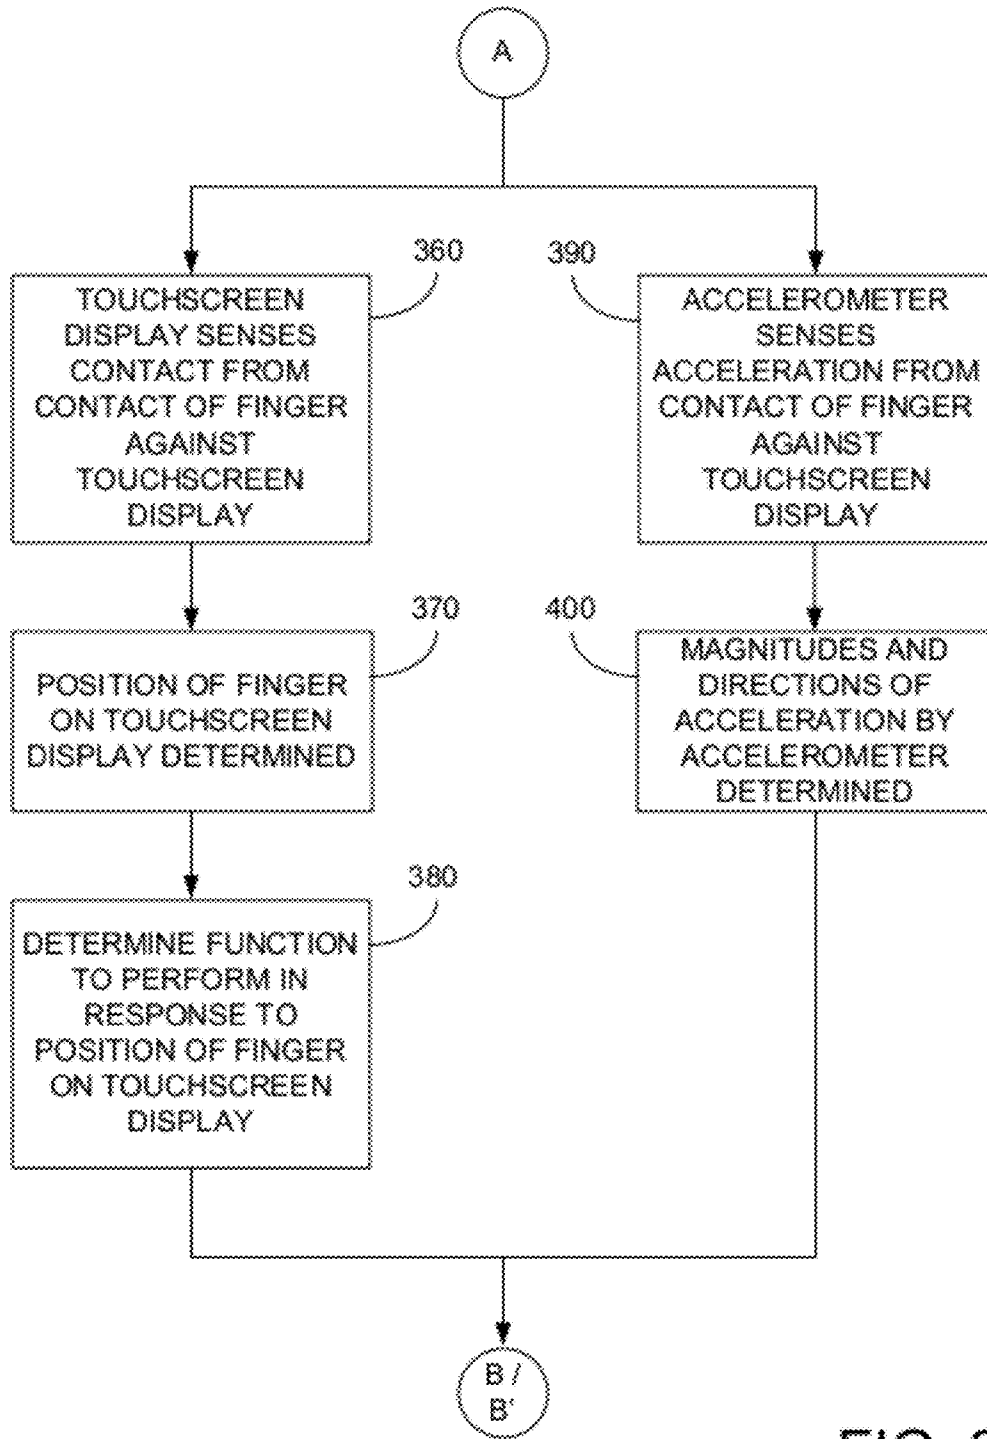 A
360
390
TOUCHSCREEN
DISPLAY SENSES
CONTACT FROM
CONTACT OF FINGER
AGAINST
TOUCHSCREEN
DISPLAY
ACCELEROMETER
SENSES
ACCELERATION FROM
CONTACT OF FINGER
AGAINST
TOUCHSCREEN
DISPLAY
370
400
POSITION OF FINGER
ON TOUCHSCREEN
DISPLAY DETERMINED
MAGNITUDES AND
DIRECTIONS OF
ACCELERATION BY
ACCELEROMETER
DETERMINED
380
DETERMINE FUNCTION
TO PERFORM IN
RESPONSE TO
POSITION OF FINGER
ON TOUCHSCREEN
DISPLAY
B /
B'
FIG.